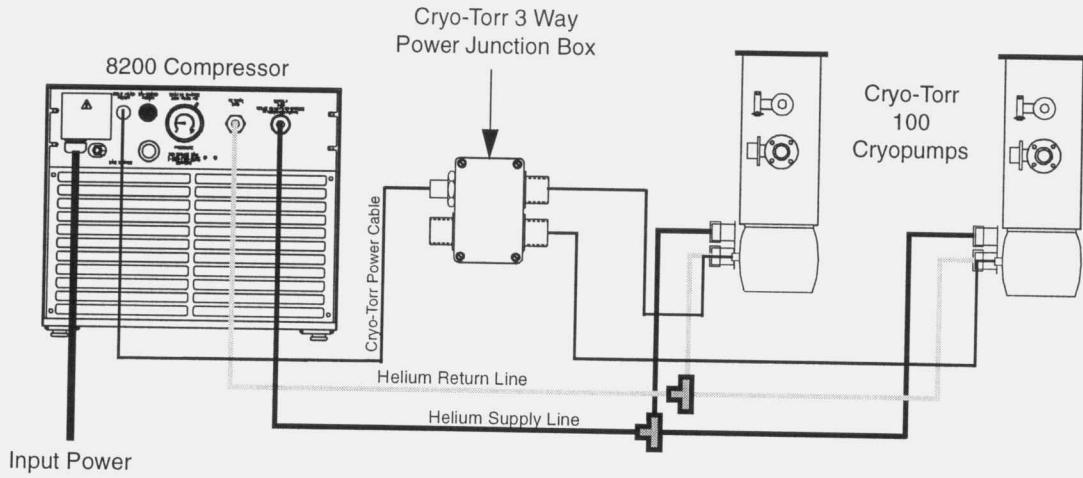 Cryo-Torr 3 Way
Power Junction Box
8200 Compressor
Cryo-Torr
100
Cryopumps
Cryo-Torr Power Cable
Helium Return Line
Helium Supply Line
Input Power